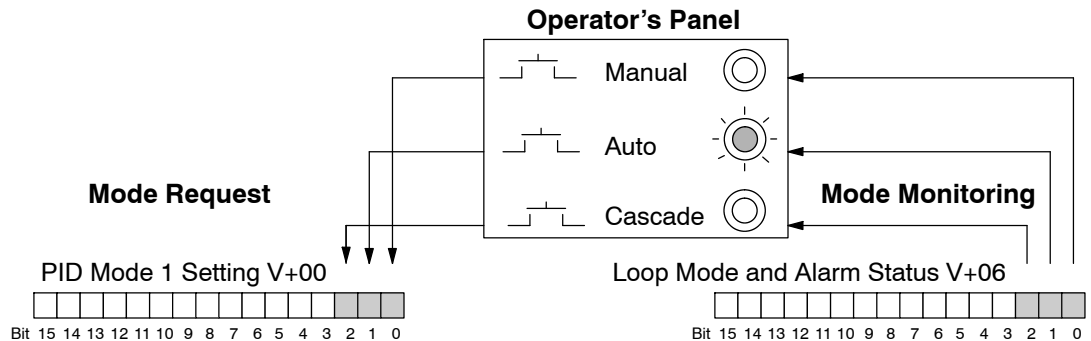 Operator's Panel
Manual
Auto
Cascade
Mode Request
Mode Monitoring
PID Mode 1 Setting V+00
Bit 15 14 13 12 11 10 9 8 7 6 5 4 3 2 1 0
Loop Mode and Alarm Status V+06
Bit 15 14 13 12 11 10 9 8 7 6 5 4 3 2 1 0